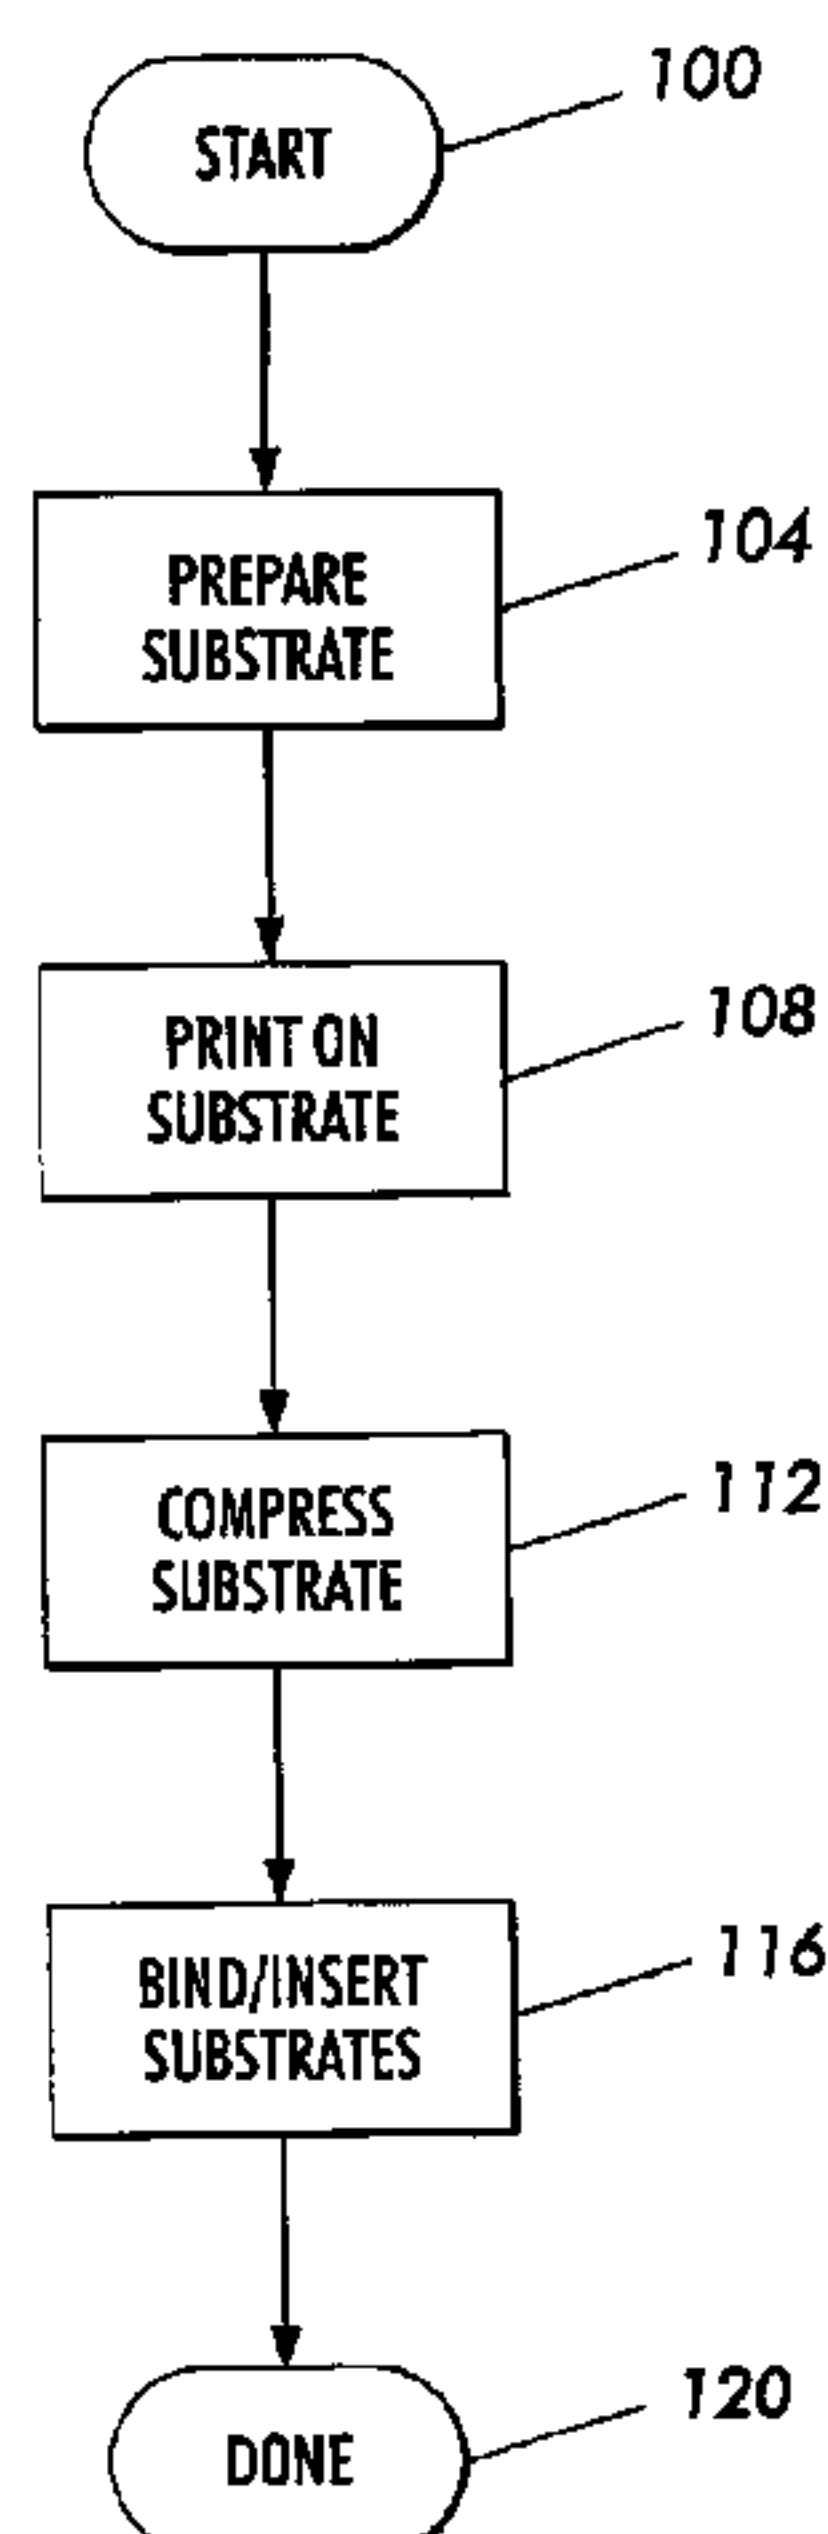 START
100
PREPARE
SUBSTRATE
104
PRINT ON
SUBSTRATE
108
COMPRESS
SUBSTRATE
112
BIND/INSERT
SUBSTRATES
116
DONE
120